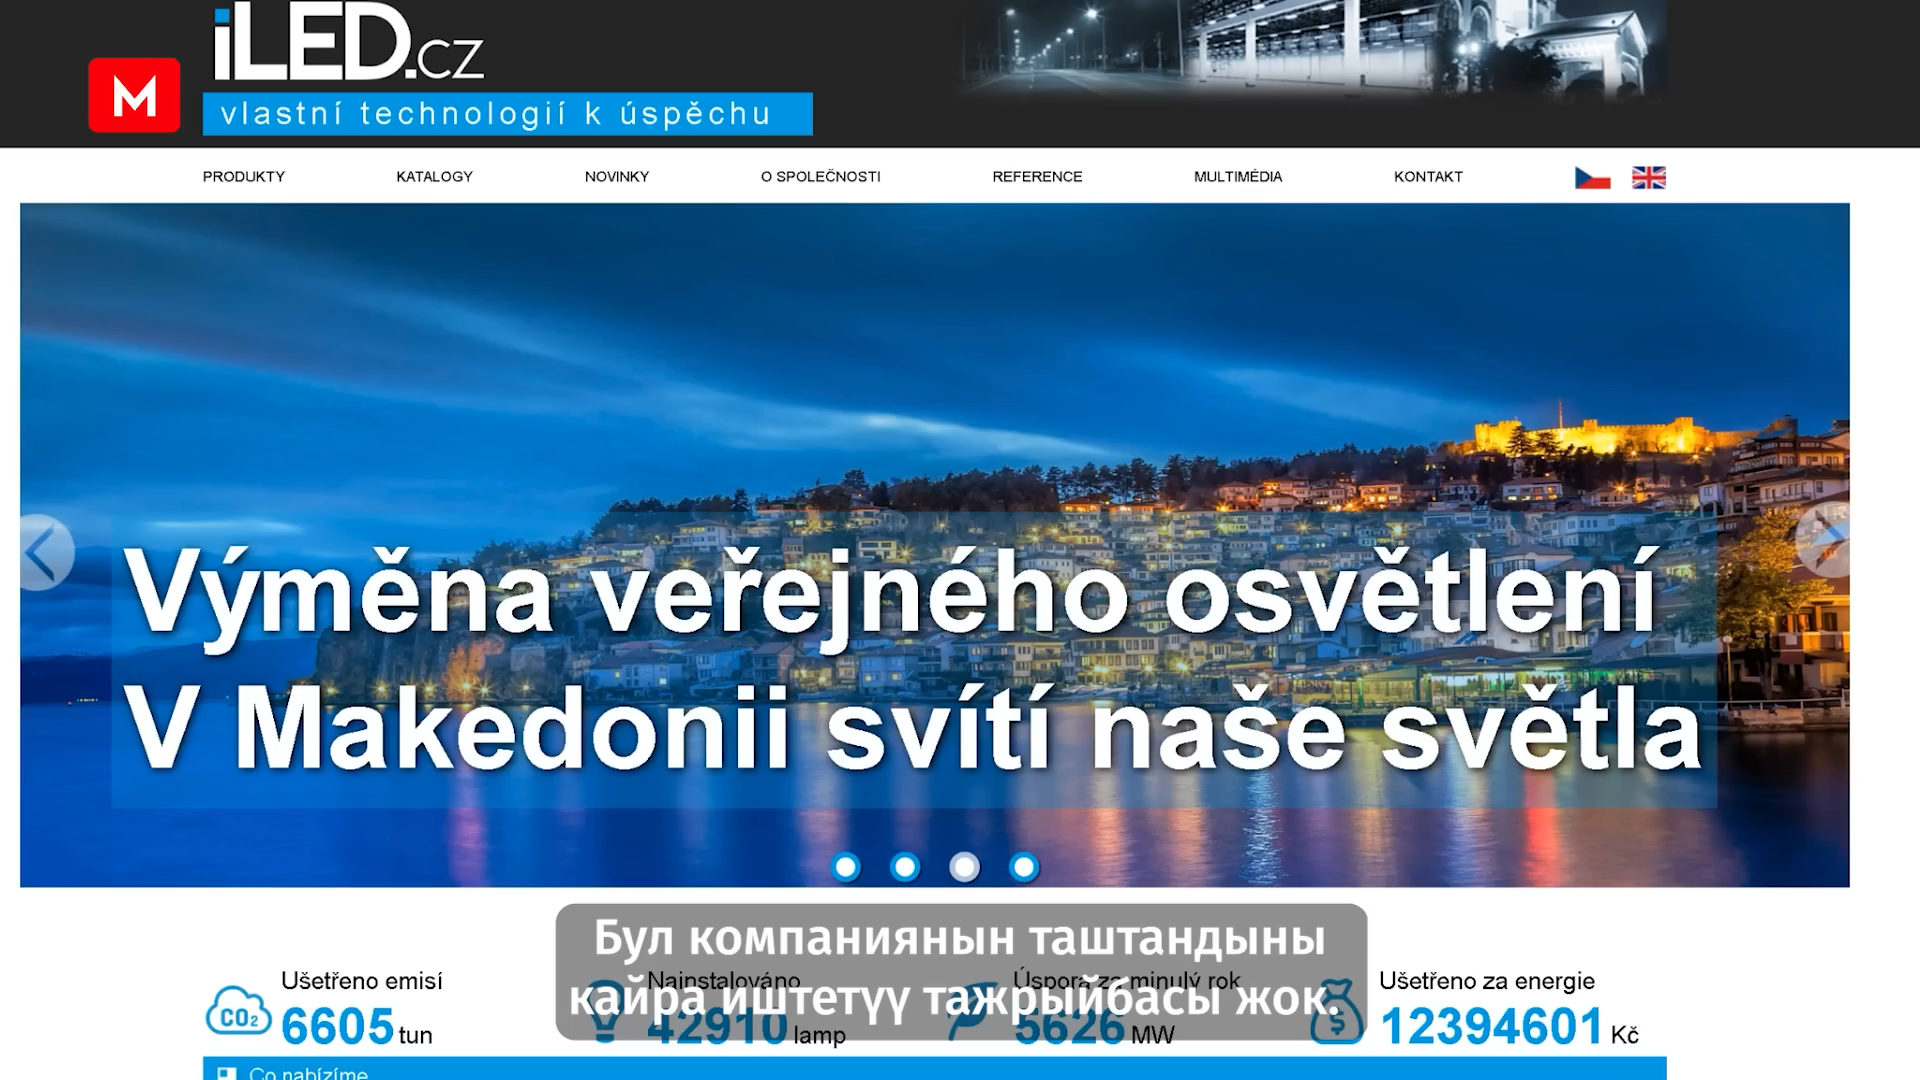 iLED.cz
M
vlastní technologií k úspěchu
PRODUKTY KATALOGY NOVINKY O SPOLEČNOSTI REFERENCE MULTIMÉDIA KONTAKT
Výměna veřejného osvětlení
V Makedonii svítí naše světla
Бул компаниянын таштандыны
кайра иштетүү тажрыйбасы жок.
Ušetřeno emisí Nainstalováno Úspora za minulý rok Ušetřeno za energie
CO2 6605 tun 42910 lamp 5626 MW $ 12394601 Kč
Co nabízíme